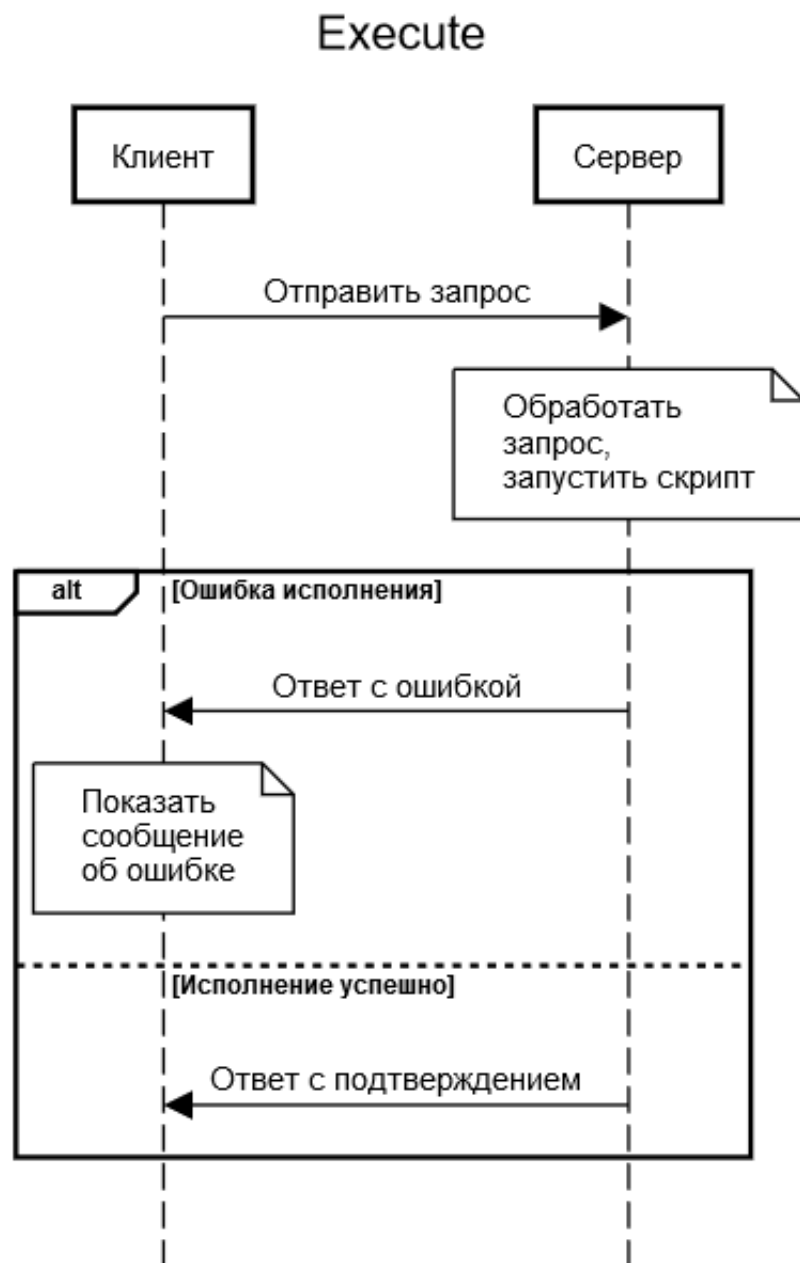 Execute
Клиент
Сервер
Отправить запрос
Обработать
запрос,
запустить скрипт
alt
[Ошибка исполнения]
Ответ с ошибкой
Показать
сообщение
об ошибке
[Исполнение успешно]
Ответ с подтверждением